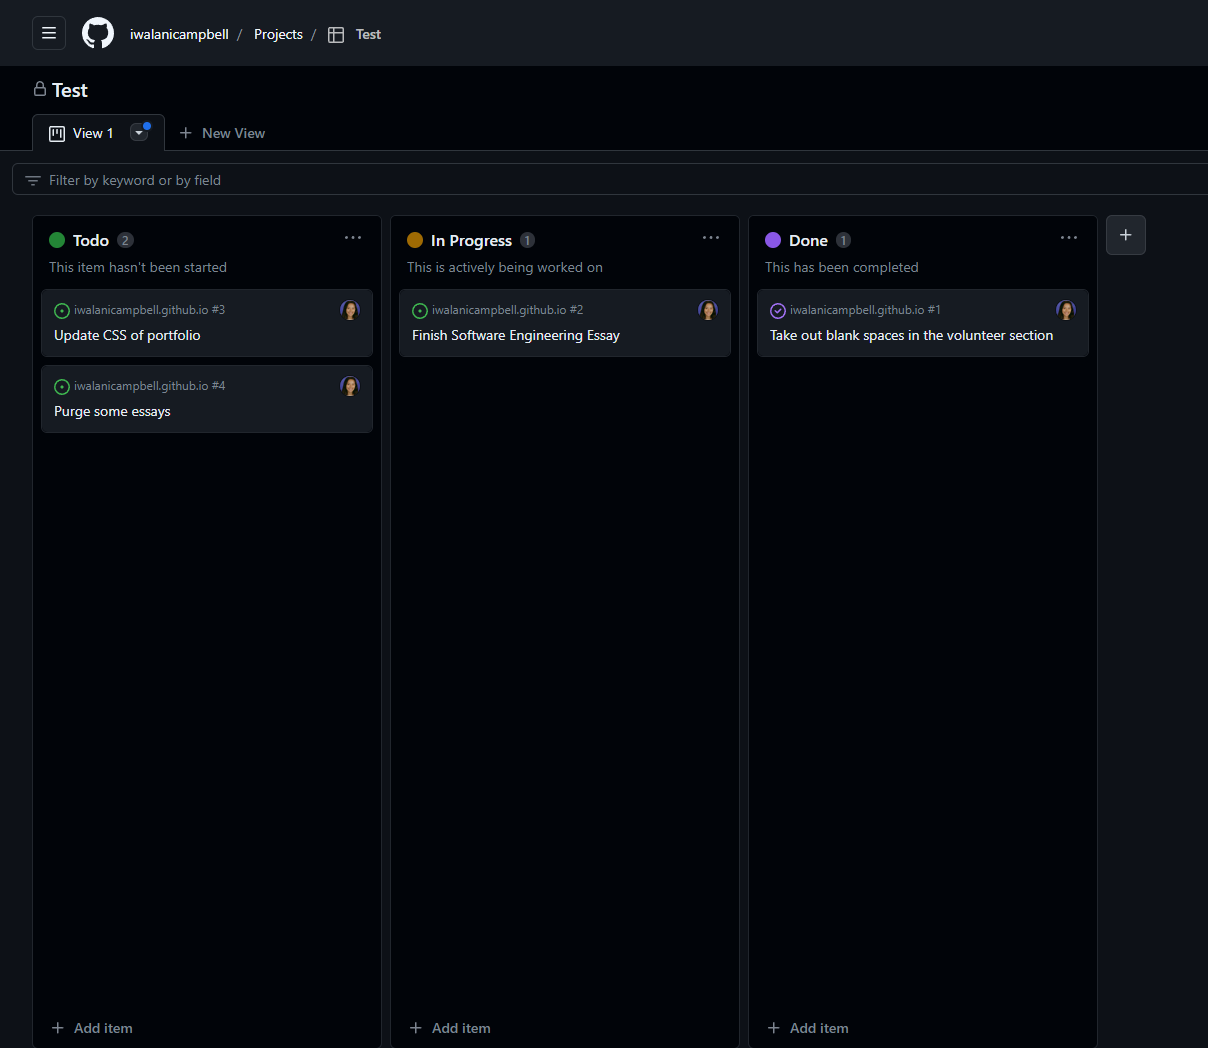 iwalanicampbell / Projects / Test
Test
View 1 New View
Filter by keyword or by field
Todo 2
This item hasn't been started
iwalanicampbell.github.io #3
Update CSS of portfolio
iwalanicampbell.github.io #4
Purge some essays
Add item
In Progress 1
This is actively being worked on
iwalanicampbell.github.io #2
Finish Software Engineering Essay
Add item
Done 1
This has been completed
iwalanicampbell.github.io #1
Take out blank spaces in the volunteer section
Add item